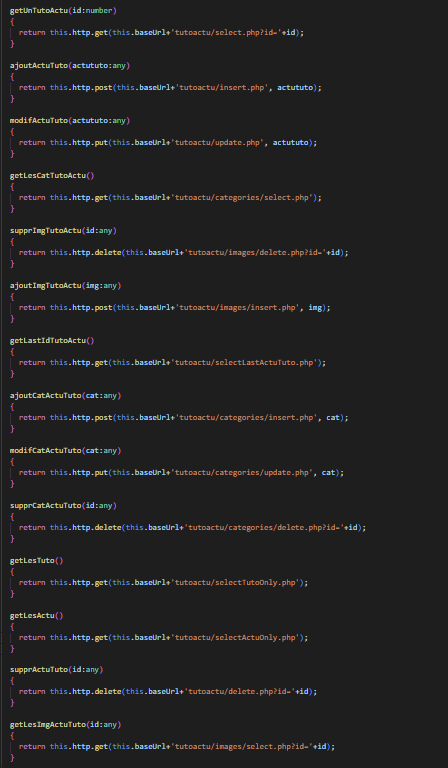 getUnTutoActu(id:number)
{
return this.http.get(this.baseUrl+'tutoactu/select.php?id='+id);
}
ajoutActuTuto(actututo:any)
{
return this.http.post(this.baseUrl+'tutoactu/insert.php', actututo);
}
modifActuTuto(actututo:any)
{
return this.http.put(this.baseUrl+'tutoactu/update.php', actututo);
}
getLesCatTutoActu()
{
return this.http.get(this.baseUrl+'tutoactu/categories/select.php');
}
supprImgTutoActu(id:any)
{
return this.http.delete(this.baseUrl+'tutoactu/images/delete.php?id='+id);
}
ajoutImgTutoActu(img:any)
{
return this.http.post(this.baseUrl+'tutoactu/images/insert.php', img);
}
getLastIdTutoActu()
{
return this.http.get(this.baseUrl+'tutoactu/selectLastActuTuto.php');
}
ajoutCatActuTuto(cat:any)
{
return this.http.post(this.baseUrl+'tutoactu/categories/insert.php', cat);
}
modifCatActuTuto(cat:any)
{
return this.http.put(this.baseUrl+'tutoactu/categories/update.php', cat);
}
supprCatActuTuto(id:any)
{
return this.http.delete(this.baseUrl+'tutoactu/categories/delete.php?id='+id);
}
getLesTuto()
{
return this.http.get(this.baseUrl+'tutoactu/selectTutoOnly.php');
}
getLesActu()
{
return this.http.get(this.baseUrl+'tutoactu/selectActuOnly.php');
}
supprActuTuto(id:any)
{
return this.http.delete(this.baseUrl+'tutoactu/delete.php?id='+id);
}
getLesImgActuTuto(id:any)
{
return this.http.get(this.baseUrl+'tutoactu/images/select.php?id='+id);
}